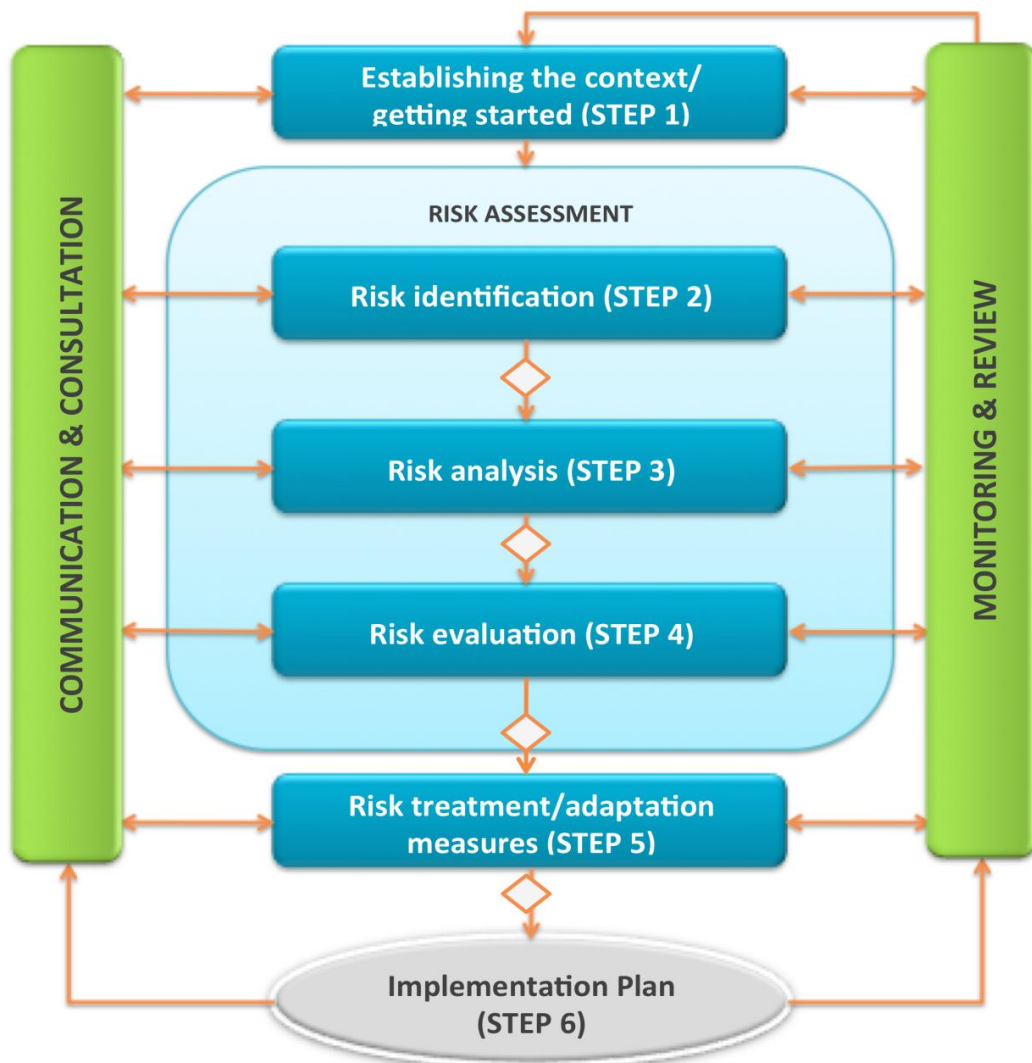 Establishing the context/
getting started (STEP 1)
RISK ASSESSMENT
Risk identification (STEP 2)
COMMUNICATION & CONSULTATION
MONITORING & REVIEW
Risk analysis (STEP 3)
Risk evaluation (STEP 4)
Risk treatment/adaptation
measures (STEP 5)
Implementation Plan
(STEP 6)